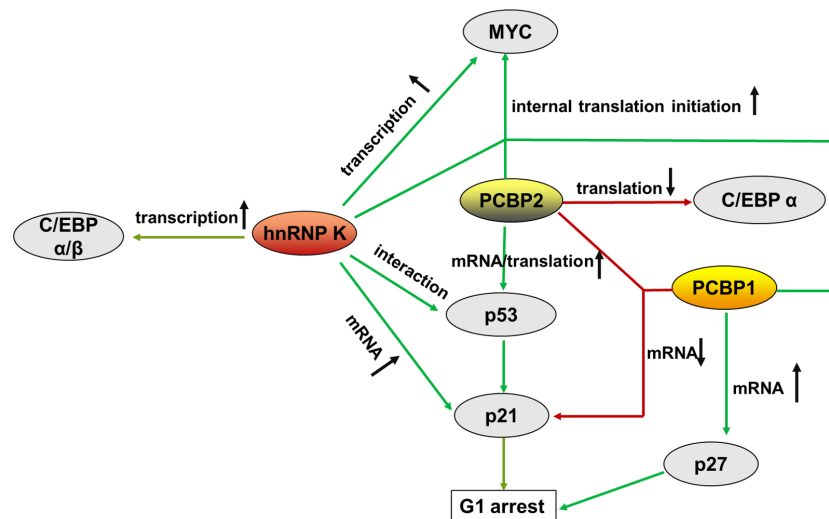 MYC
transcription
internal translation initiation
PCBP2
translation
C/EBP α
transcription
C/EBP
α/β
hnRNP K
interaction
mRNA/translation
PCBP1
p53
mRNA
mRNA
mRNA
p21
p27
G1 arrest